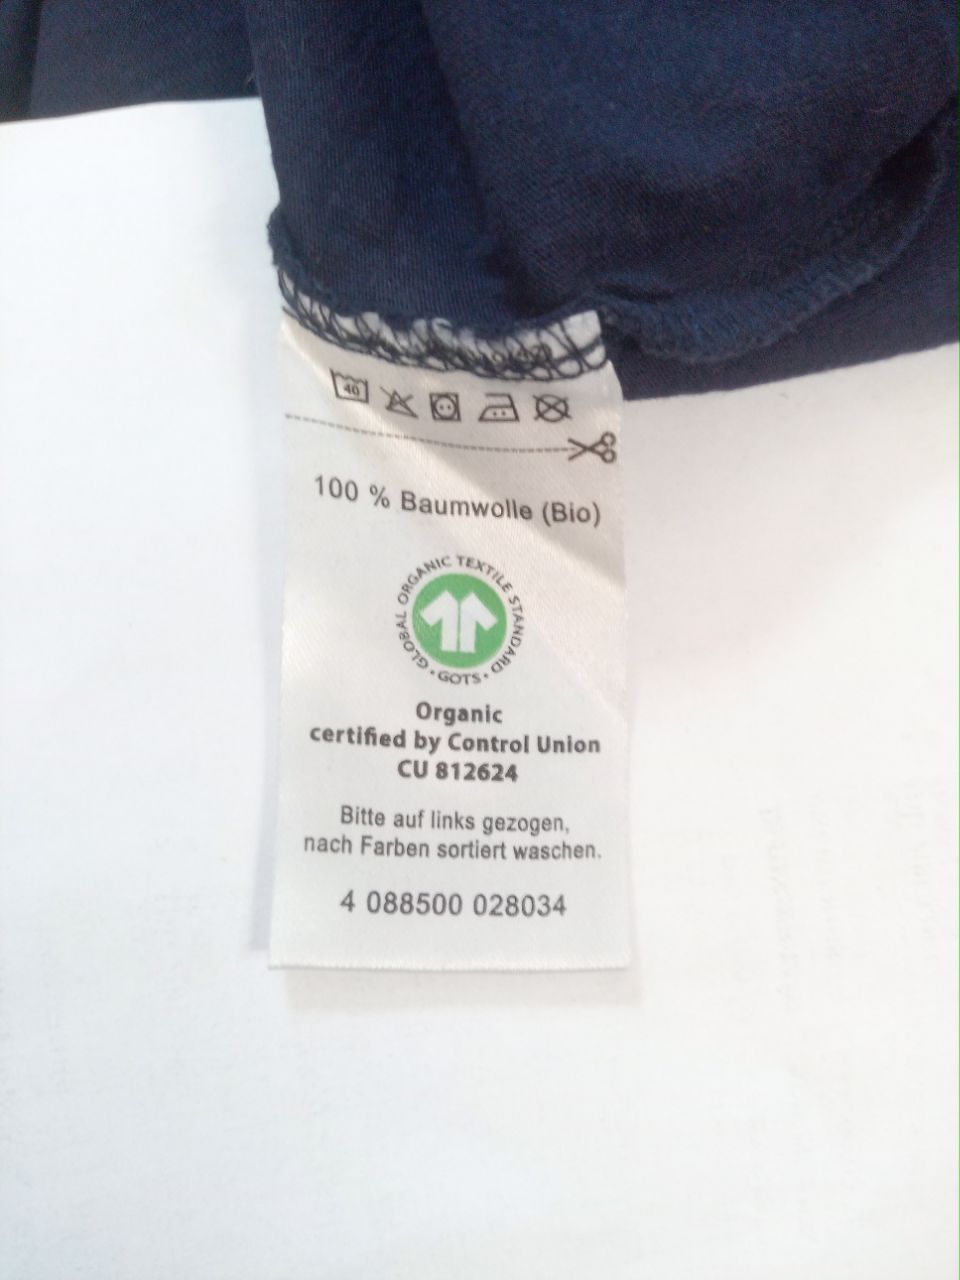 40
100 % Baumwolle (Bio)
GLOBAL ORGANIC TEXTILE STANDARD · GOTS ·
Organic
certified by Control Union
CU 812624
Bitte auf links gezogen,
nach Farben sortiert waschen.
4 088500 028034